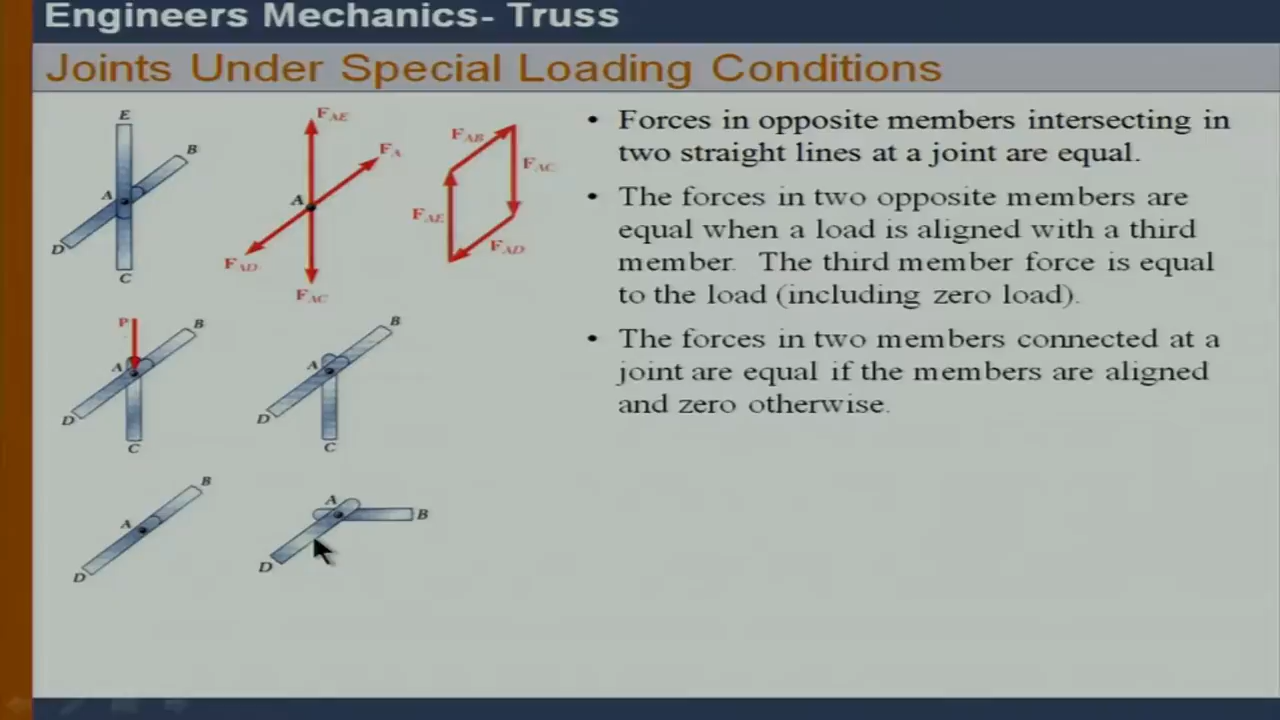 Engineers Mechanics- Truss
Joints Under Special Loading Conditions
E
B
A
D
C
F_AE
F_A
A
F_AD
F_AC
F_AB
F_AC
F_AE
F_AD
• Forces in opposite members intersecting in
two straight lines at a joint are equal.
• The forces in two opposite members are
equal when a load is aligned with a third
member. The third member force is equal
to the load (including zero load).
• The forces in two members connected at a
joint are equal if the members are aligned
and zero otherwise.
P
B
A
D
C
B
A
D
C
B
A
D
A
B
D